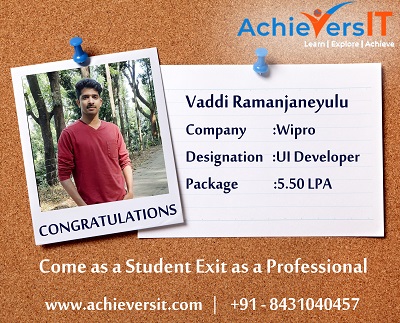 AchieversIT
Learn | Explore | Achieve
Vaddi Ramanjaneyulu
Company :Wipro
Designation :UI Developer
Package :5.50 LPA
CONGRATULATIONS
Come as a Student Exit as a Professional
www.achieversit.com | +91 - 8431040457